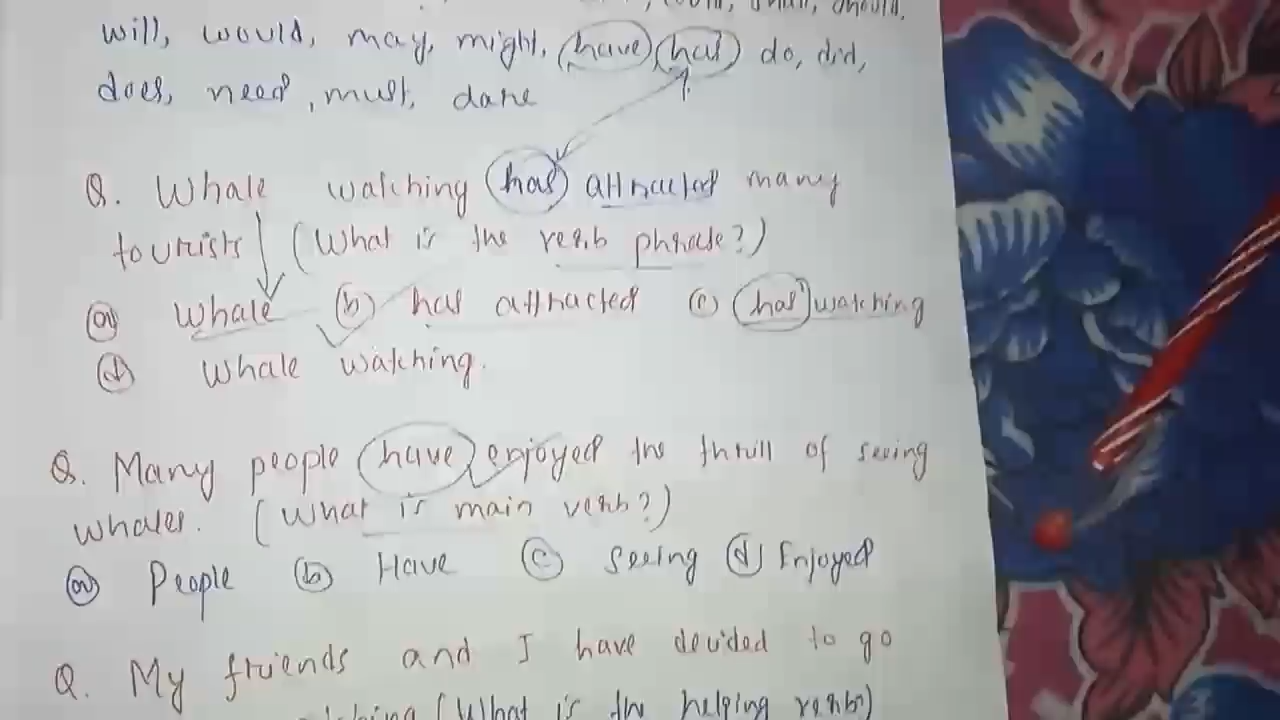 should,
will, would, may, might, have, has, do, did,
does, need, must, dare
Q. Whale watching has attracted many
tourists (What is the verb phrase?)
(a) whale (b) has attracted (c) has watching
(d) whale watching.
Q. Many people have enjoyed the thrill of seeing
whales. (What is main verb?)
(a) People (b) Have (c) Seeing (d) Enjoyed
Q. My friends and I have decided to go
(What is the helping verb?)